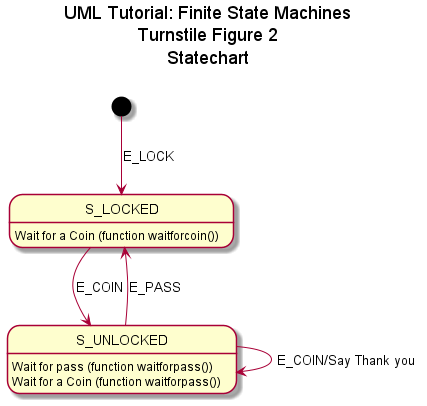 UML Tutorial: Finite State Machines
Turnstile Figure 2
Statechart
E_LOCK
S_LOCKED
Wait for a Coin (function waitforcoin())
E_COIN
E_PASS
S_UNLOCKED
Wait for pass (function waitforpass())
Wait for a Coin (function waitforpass())
E_COIN/Say Thank you